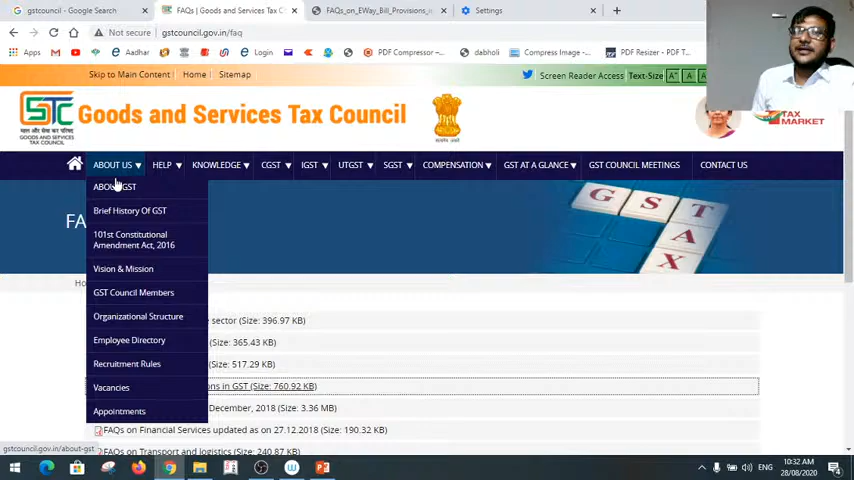 gstcouncil - Google Search
FAQs | Goods and Services Tax C
FAQs_on_EWay_Bill_Provisions_i
Settings
Not secure
gstcouncil.gov.in/faq
Apps
M
Aadhar
Login
PDF Compressor –
dabholi
Compress Image -
PDF Resizer - PDF T
Skip to Main Content
Home
Sitemap
Screen Reader Access
Text-Size
A
A
GOODS AND SERVICES
TAX COUNCIL
Goods and Services Tax Council
TAX
MARKET
ABOUT US
HELP
KNOWLEDGE
CGST
IGST
UTGST
SGST
COMPENSATION
GST AT A GLANCE
GST COUNCIL MEETINGS
CONTACT US
ABOUT GST
Brief History Of GST
101st Constitutional
Amendment Act, 2016
Vision & Mission
GST Council Members
Organizational Structure
Employee Directory
Recruitment Rules
Vacancies
Appointments
FA
G S T
A
X
Ho
sector (Size: 396.97 KB)
(Size: 365.43 KB)
(Size: 517.29 KB)
ons in GST (Size: 760.92 KB)
December, 2018 (Size: 3.36 MB)
FAQs on Financial Services updated as on 27.12.2018 (Size: 190.32 KB)
FAQs on Transport and logistics (Size: 240.87 KB)
gstcouncil.gov.in/about-gst
ENG
10:32 AM
28/08/2020